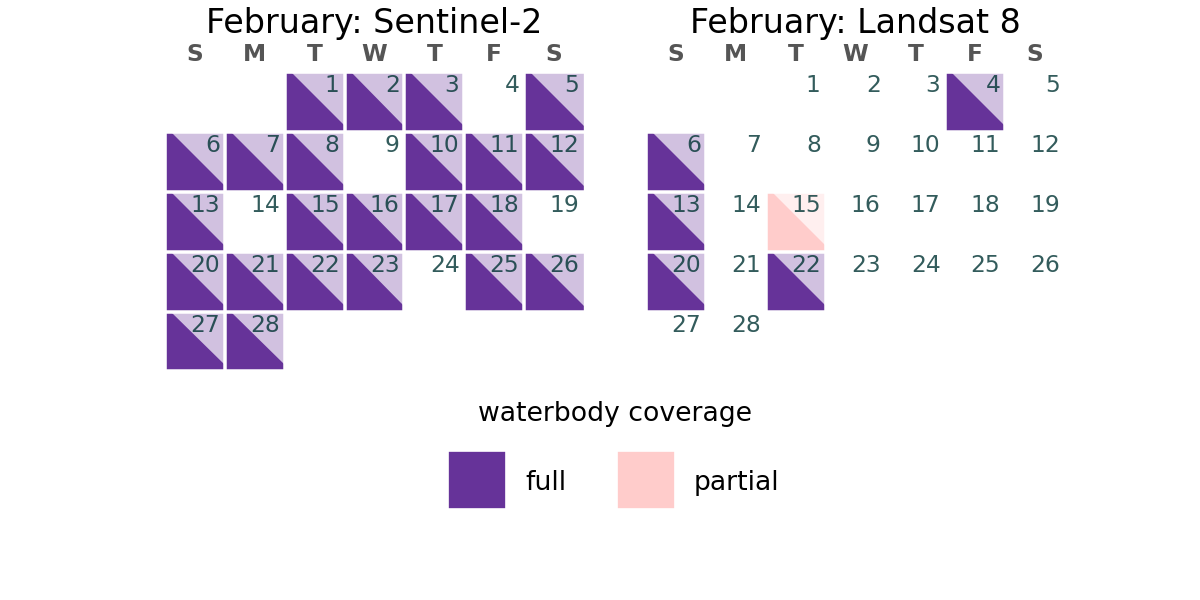 February: Sentinel-2
S M T W T F S
1 2 3 4 5
6 7 8 9 10 11 12
13 14 15 16 17 18 19
20 21 22 23 24 25 26
27 28
February: Landsat 8
S M T W T F S
1 2 3 4 5
6 7 8 9 10 11 12
13 14 15 16 17 18 19
20 21 22 23 24 25 26
27 28
waterbody coverage
full
partial